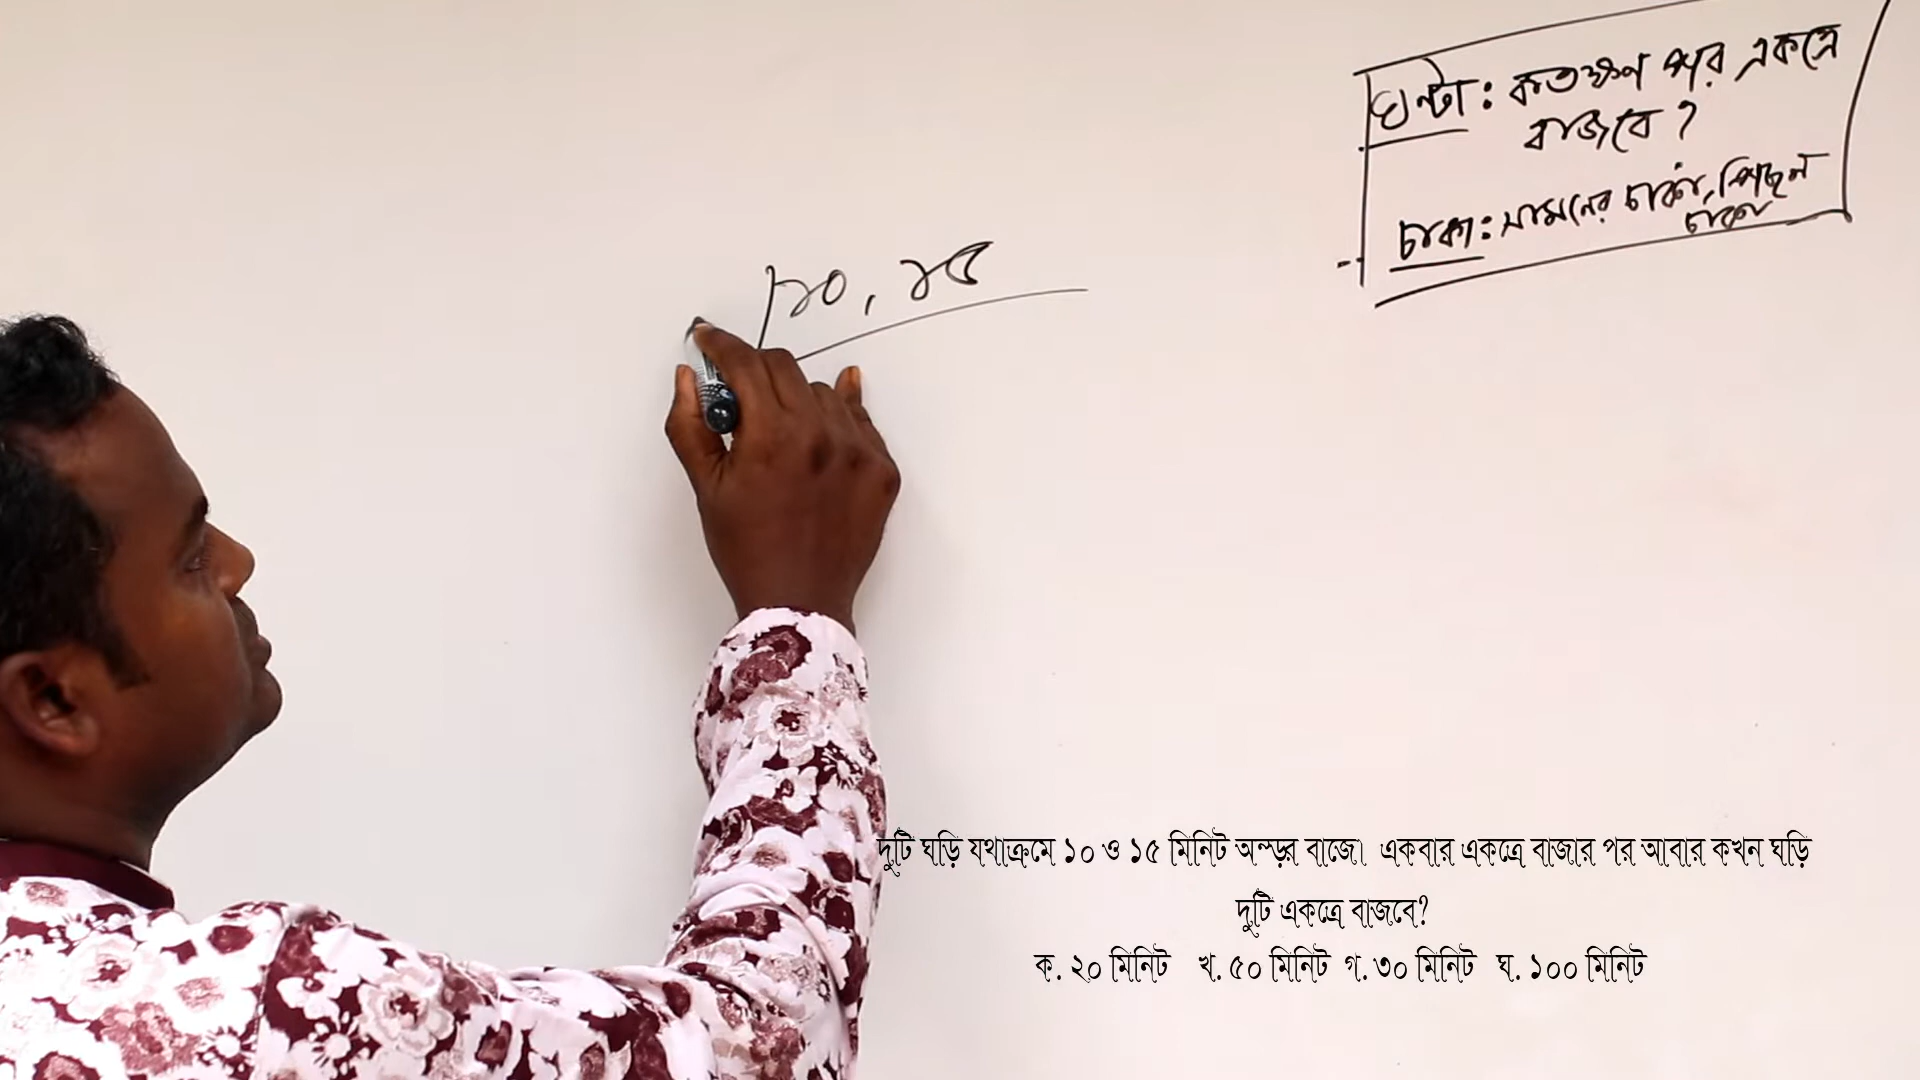 ঘন্টা : কতক্ষণ পর একত্রে
বাজবে ?
চাকা : সামনের চাকা, পিছন
চাকা
১০, ১৫
দুটি ঘড়ি যথাক্রমে ১০ ও ১৫ মিনিট অন্ড়র বাজে। একবার একত্রে বাজার পর আবার কখন ঘড়ি
দুটি একত্রে বাজবে?
ক. ২০ মিনিট খ. ৫০ মিনিট গ. ৩০ মিনিট ঘ. ১০০ মিনিট